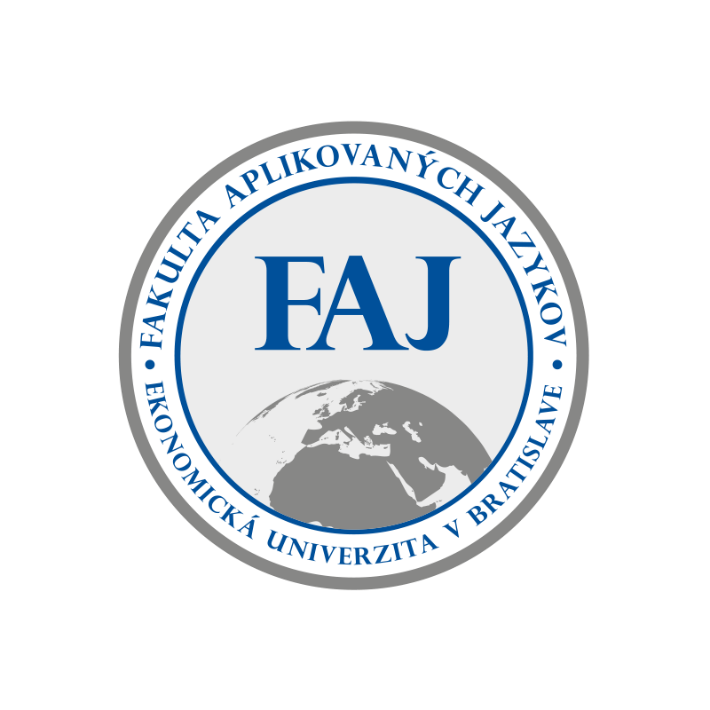 FAKULTA APLIKOVANÝCH JAZYKOV
FAJ
EKONOMICKÁ UNIVERZITA V BRATISLAVE